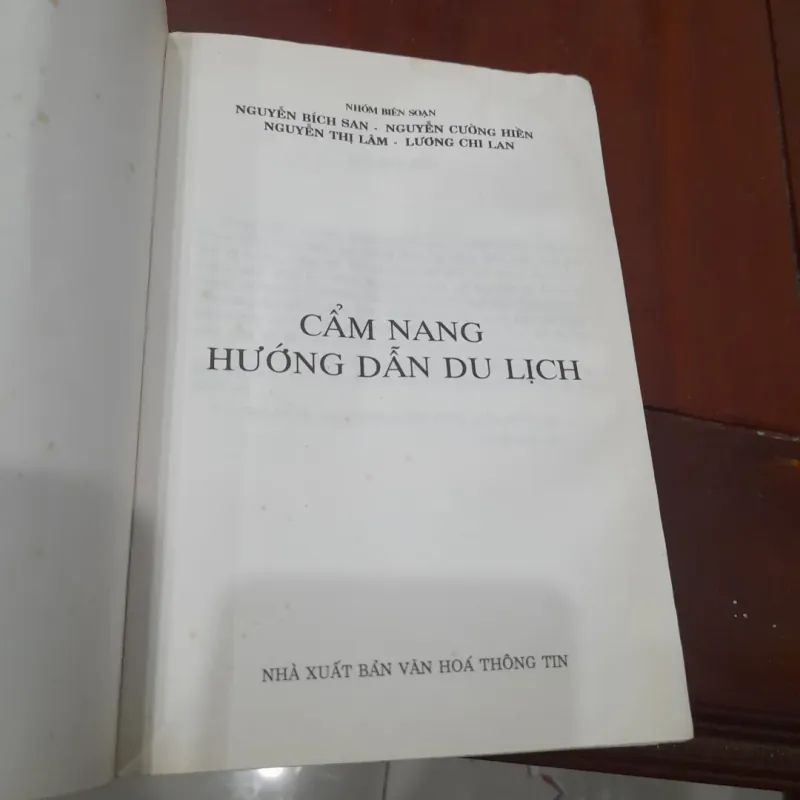 NHÓM BIÊN SOẠN
NGUYỄN BÍCH SAN - NGUYỄN CƯỜNG HIỀN
NGUYỄN THỊ LÂM - LƯƠNG CHI LAN
CẨM NANG
HƯỚNG DẪN DU LỊCH
NHÀ XUẤT BẢN VĂN HOÁ THÔNG TIN